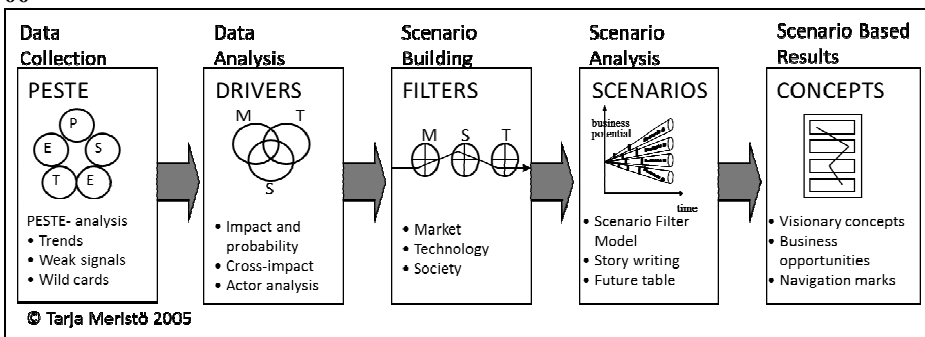 Data
Collection
PESTE
P
E
S
T
E
PESTE- analysis
• Trends
• Weak signals
• Wild cards
Data
Analysis
DRIVERS
M
T
S
• Impact and
probability
• Cross-impact
• Actor analysis
Scenario
Building
FILTERS
M S T
• Market
• Technology
• Society
Scenario
Analysis
SCENARIOS
business
potential
time
• Scenario Filter
Model
• Story writing
• Future table
Scenario Based
Results
CONCEPTS
• Visionary concepts
• Business
opportunities
• Navigation marks
© Tarja Meristö 2005